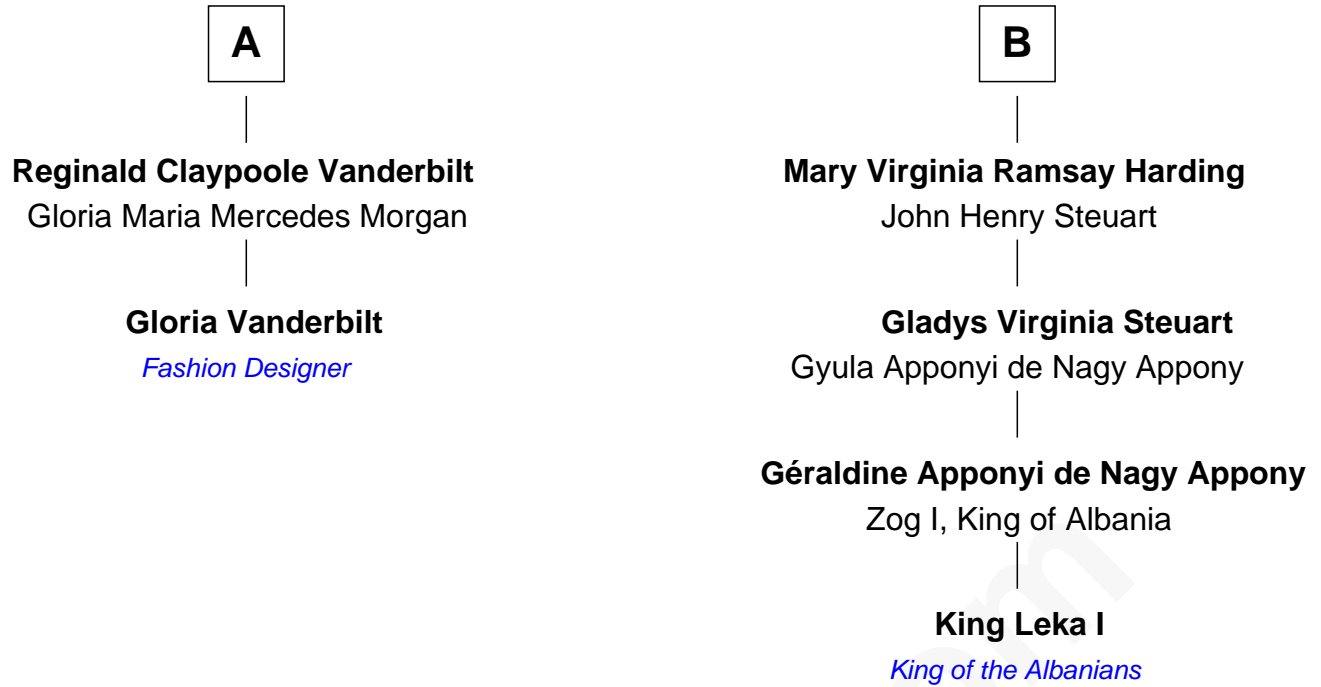 A
Reginald Claypoole Vanderbilt
Gloria Maria Mercedes Morgan
Gloria Vanderbilt
Fashion Designer
B
Mary Virginia Ramsay Harding
John Henry Steuart
Gladys Virginia Steuart
Gyula Apponyi de Nagy Appony
Géraldine Apponyi de Nagy Appony
Zog I, King of Albania
King Leka I
King of the Albanians